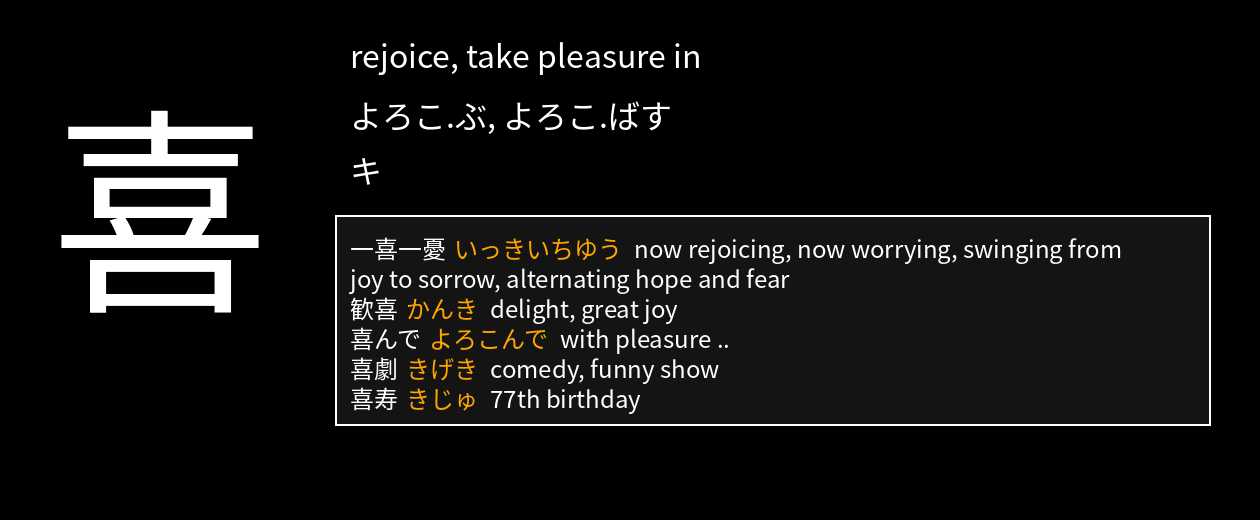 喜
rejoice, take pleasure in
よろこ.ぶ, よろこ.ばす
キ
一喜一憂 いっきいちゆう now rejoicing, now worrying, swinging from
joy to sorrow, alternating hope and fear
歓喜 かんき delight, great joy
喜んで よろこんで with pleasure ..
喜劇 きげき comedy, funny show
喜寿 きじゅ 77th birthday